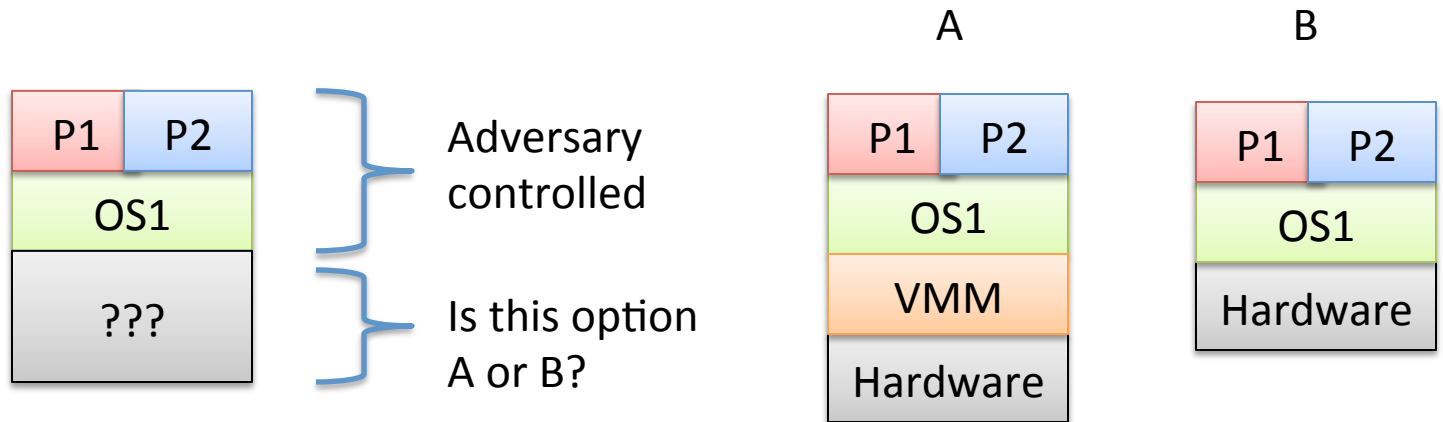 P1 P2
OS1
???
Adversary
controlled
Is this option
A or B?
A
P1 P2
OS1
VMM
Hardware
B
P1 P2
OS1
Hardware